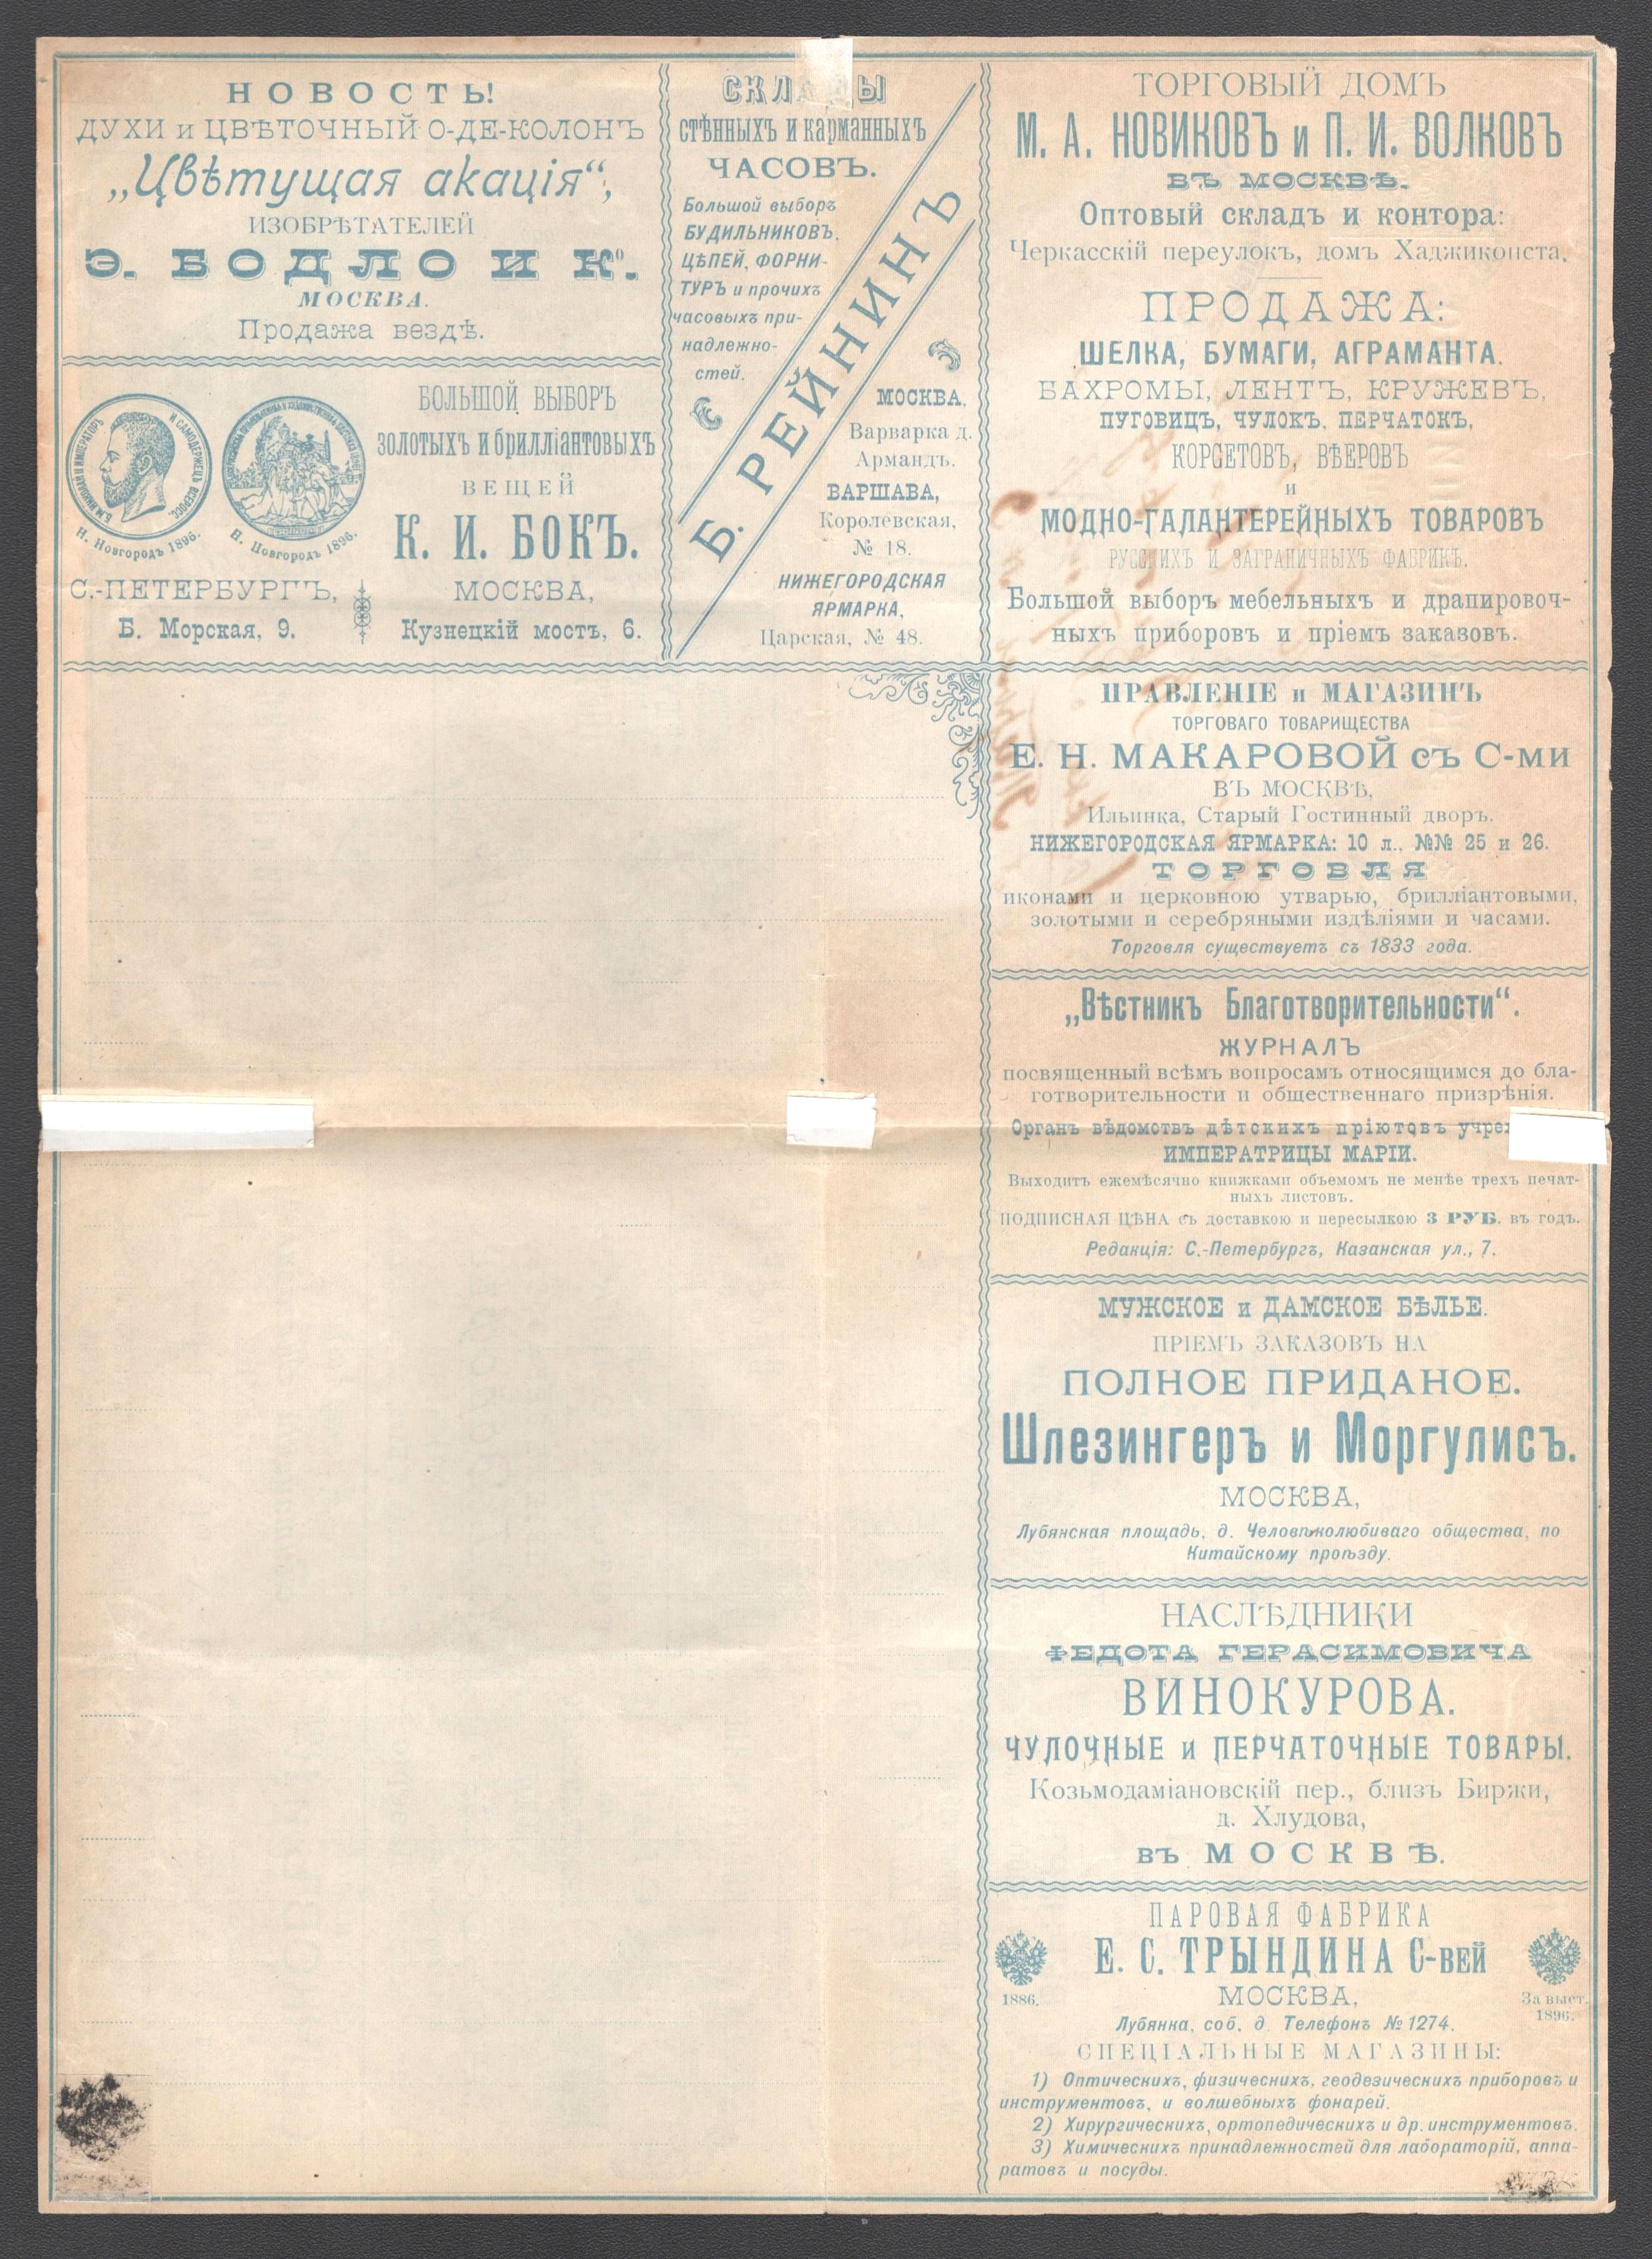 НОВОСТЬ!
ДУХИ и ЦВѢТОЧНЫЙ О-ДЕ-КОЛОНЪ
„Цвѣтущая акація“,
ИЗОБРѢТАТЕЛЕЙ
Э. БОДЛО И Кº.
МОСКВА.
Продажа вездѣ.
Б.М. НИКОЛАЙ II ИМПЕРАТОРЪ И САМОДЕРЖЕЦЪ ВСЕРОСС.
Н. Новгородъ 1896.
Н. Новгородъ 1896.
БОЛЬШОЙ ВЫБОРЪ
ЗОЛОТЫХЪ И бРИЛЛІАНТОВЫХЪ
ВЕЩЕЙ
К. И. БОКЪ.
С.-ПЕТЕРБУРГЪ,
Б. Морская, 9.
МОСКВА,
Кузнецкій мостъ, 6.
СКЛА Ы
стѣнныхъ и карманныхъ
ЧАСОВЪ.
Большой выборъ
БУДИЛЬНИКОВЪ,
ЦѢПЕЙ, ФОРНИ-
ТУРЪ и прочихъ
часовыхъ при-
надлежно-
стей.
Б. РЕЙНИНЪ
МОСКВА,
Варварка д.
Армандъ.
ВАРШАВА,
Королевская,
№ 18.
НИЖЕГОРОДСКАЯ
ЯРМАРКА,
Царская, № 48.
ТОРГОВЫЙ ДОМЪ
М. А. НОВИКОВЪ и П. И. ВОЛКОВЪ
ВЪ МОСКВѢ.
Оптовый складъ и контора:
Черкасскій переулокъ, домъ Хаджиконста.
ПРОДАЖА:
ШЕЛКА, БУМАГИ, АГРАМАНТА.
БАХРОМЫ, ЛЕНТЪ, КРУЖЕВЪ,
ПУГОВИЦЪ, ЧУЛОКЪ, ПЕРЧАТОКЪ,
КОРСЕТОВЪ, ВѢЕРОВЪ
и
МОДНО-ГАЛАНТЕРЕЙНЫХЪ ТОВАРОВЪ
РУССКИХЪ И ЗАГРАНИЧНЫХЪ ФАБРИКЪ.
Большой выборъ мебельныхъ и драпировоч-
ныхъ приборовъ и пріемъ заказовъ.
ПРАВЛЕНІЕ и МАГАЗИНЪ
ТОРГОВАГО ТОВАРИЩЕСТВА
Е. Н. МАКАРОВОЙ съ С-ми
ВЪ МОСКВѢ,
Ильинка, Старый Гостинный дворъ.
НИЖЕГОРОДСКАЯ ЯРМАРКА: 10 л., №№ 25 и 26.
ТОРГОВЛЯ
иконами и церковною утварью, брилліантовыми,
золотыми и серебряными издѣліями и часами.
Торговля существуетъ съ 1833 года.
„Вѣстникъ Благотворительности“.
ЖУРНАЛЪ
посвященный всѣмъ вопросамъ относящимся до бла-
готворительности и общественнаго призрѣнія.
Органъ вѣдомствъ дѣтскихъ пріютовъ учре
ИМПЕРАТРИЦЫ МАРІИ.
Выходитъ ежемѣсячно книжками объемомъ не менѣе трехъ печат-
ныхъ листовъ.
ПОДПИСНАЯ ЦѢНА съ доставкою и пересылкою 3 РУБ. въ годъ.
Редакція: С.-Петербургъ, Казанская ул., 7.
МУЖСКОЕ и ДАМСКОЕ БѢЛЬЕ.
ПРІЕМЪ ЗАКАЗОВЪ НА
ПОЛНОЕ ПРИДАНОЕ.
Шлезингеръ и Моргулисъ.
МОСКВА,
Лубянская площадь, д. Человѣколюбиваго общества, по
Китайскому проѣзду.
НАСЛѢДНИКИ
ФЕДОТА ГЕРАСИМОВИЧА
ВИНОКУРОВА.
ЧУЛОЧНЫЕ и ПЕРЧАТОЧНЫЕ ТОВАРЫ.
Козьмодаміановскій пер., близъ Биржи,
д. Хлудова,
въ МОСКВѢ.
ПАРОВАЯ ФАБРИКА
Е. С. ТРЫНДИНА С-ВЕЙ
1886.
МОСКВА,
За выст.
1896.
Лубянка, соб. д. Телефонъ № 1274.
СПЕЦІАЛЬНЫЕ МАГАЗИНЫ:
1) Оптическихъ, физическихъ, геодезическихъ приборовъ и
инструментовъ, и волшебныхъ фонарей.
2) Хирургическихъ, ортопедическихъ и др. инструментовъ.
3) Химическихъ принадлежностей для лабораторій, аппа-
ратовъ и посуды.